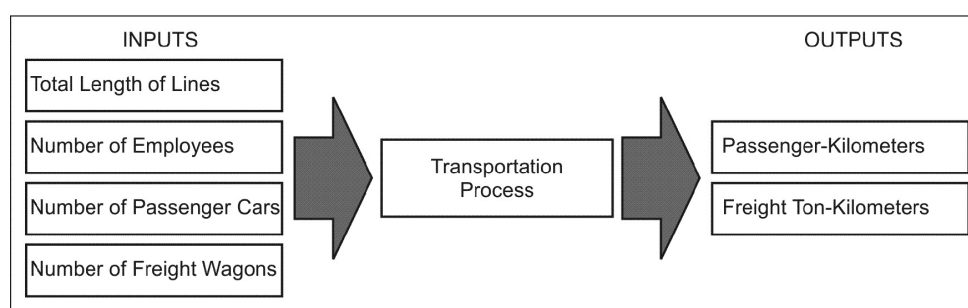 INPUTS
Total Length of Lines
Number of Employees
Number of Passenger Cars
Number of Freight Wagons
Transportation
Process
OUTPUTS
Passenger-Kilometers
Freight Ton-Kilometers